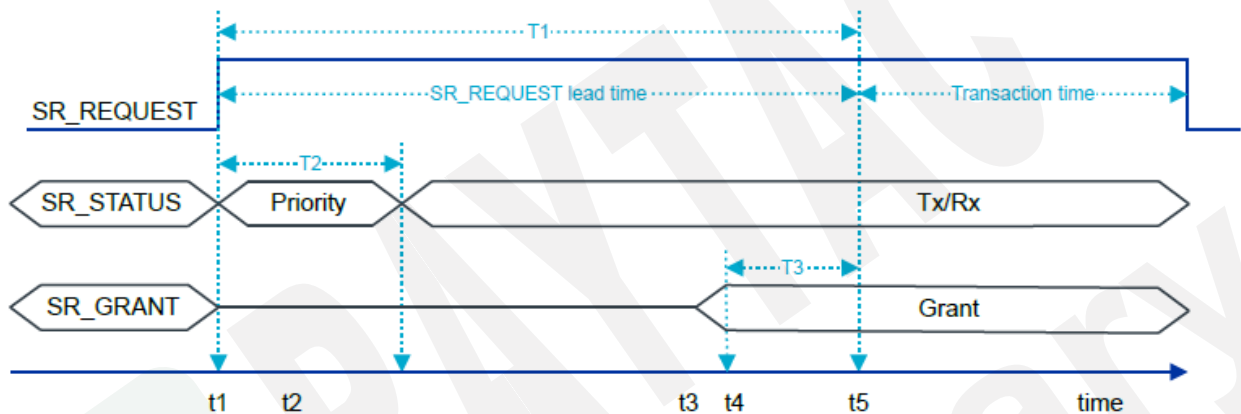 T1
SR_REQUEST
SR_REQUEST lead time
Transaction time
T2
SR_STATUS
Priority
Tx/Rx
T3
SR_GRANT
Grant
t1 t2 t3 t4 t5 time